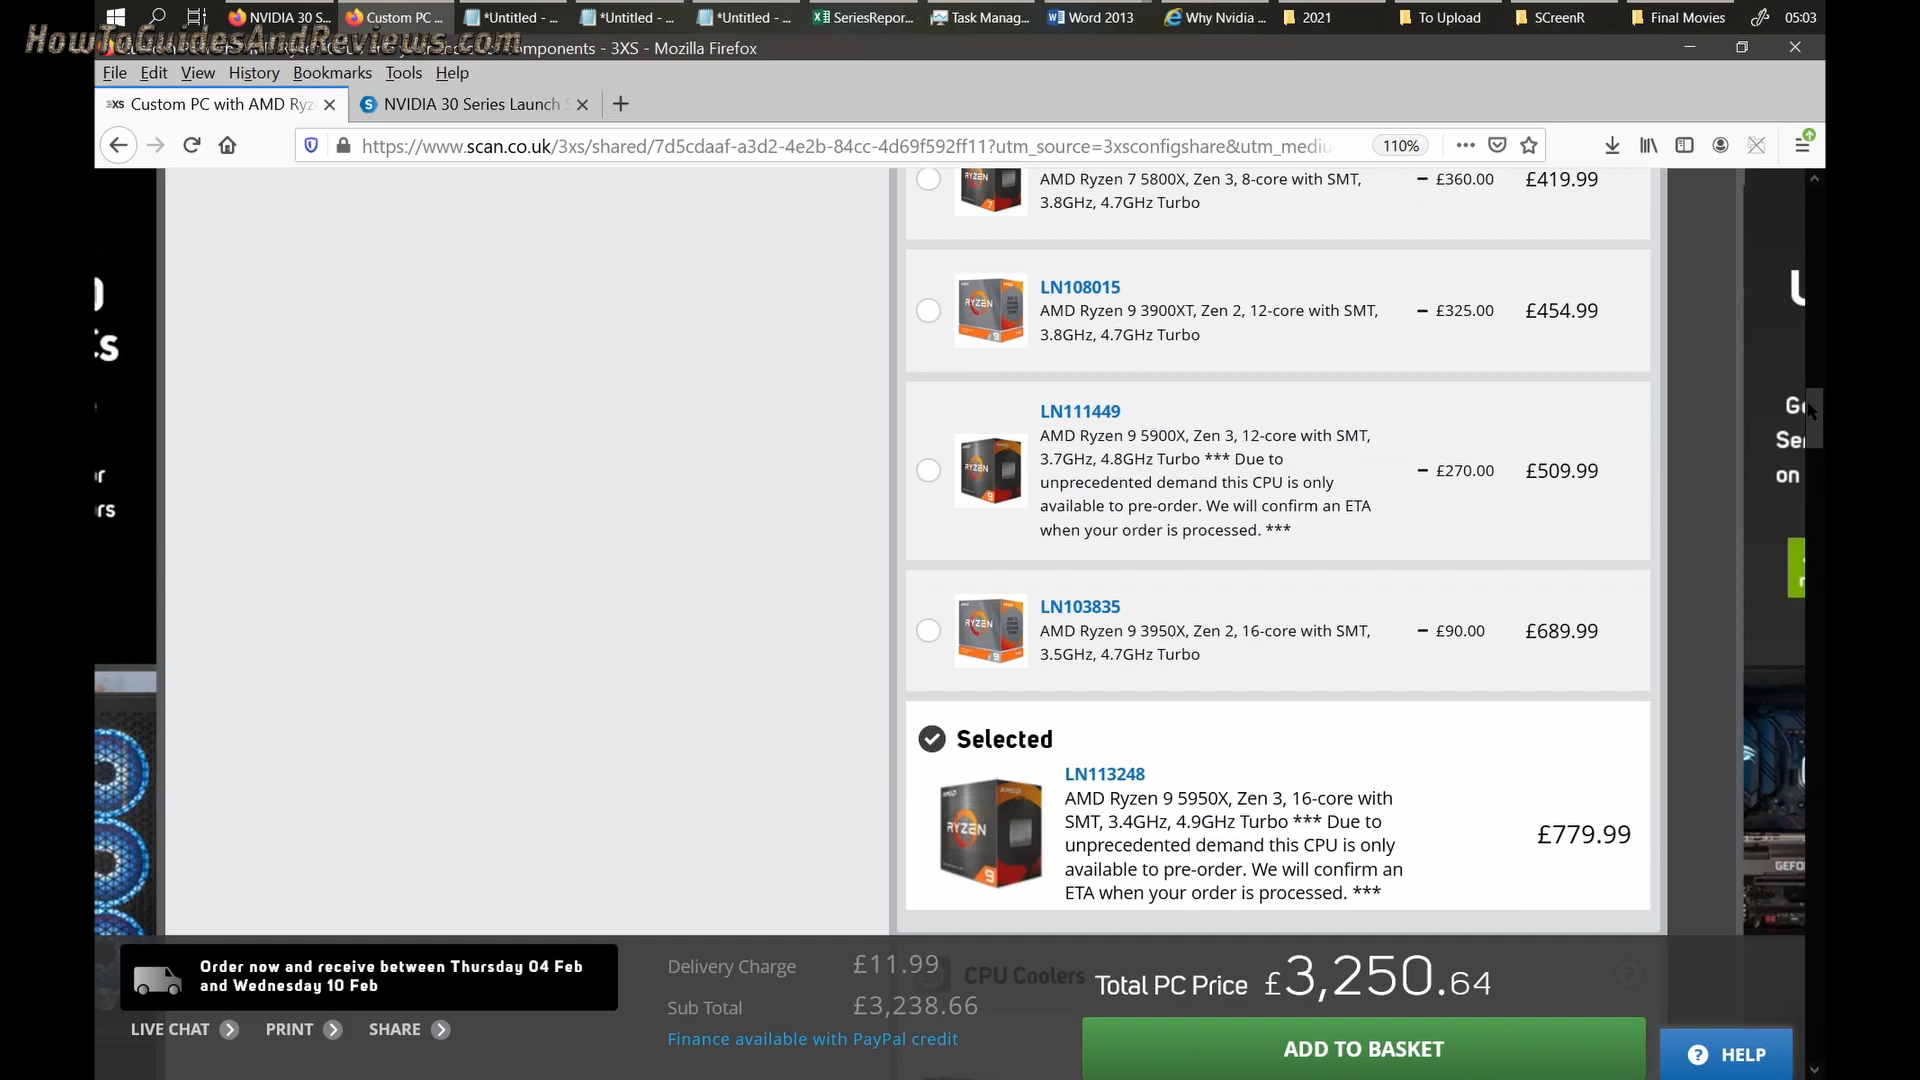 NVIDIA 30 S... Custom PC ... *Untitled - ... *Untitled - ... *Untitled - ... SeriesRepor... Task Manag... Word 2013 Why Nvidia ... 2021 To Upload SCreenR Final Movies 05:03
HowToGuidesAndReviews.com
omponents - 3XS - Mozilla Firefox
File Edit View History Bookmarks Tools Help
3XS Custom PC with AMD Ryz NVIDIA 30 Series Launch
https://www.scan.co.uk/3xs/shared/7d5cdaaf-a3d2-4e2b-84cc-4d69f592ff11?utm_source=3xsconfigshare&utm_mediu 110%
AMD Ryzen 7 5800X, Zen 3, 8-core with SMT, - £360.00 £419.99
3.8GHz, 4.7GHz Turbo
LN108015
AMD Ryzen 9 3900XT, Zen 2, 12-core with SMT, - £325.00 £454.99
3.8GHz, 4.7GHz Turbo
LN111449
AMD Ryzen 9 5900X, Zen 3, 12-core with SMT,
3.7GHz, 4.8GHz Turbo *** Due to - £270.00 £509.99
unprecedented demand this CPU is only
available to pre-order. We will confirm an ETA
when your order is processed. ***
LN103835
AMD Ryzen 9 3950X, Zen 2, 16-core with SMT, - £90.00 £689.99
3.5GHz, 4.7GHz Turbo
Selected
LN113248
AMD Ryzen 9 5950X, Zen 3, 16-core with
SMT, 3.4GHz, 4.9GHz Turbo *** Due to £779.99
unprecedented demand this CPU is only
available to pre-order. We will confirm an
ETA when your order is processed. ***
Order now and receive between Thursday 04 Feb
and Wednesday 10 Feb
LIVE CHAT PRINT SHARE
Delivery Charge £11.99
Sub Total £3,238.66
Finance available with PayPal credit
CPU Coolers
Total PC Price £3,250.64
ADD TO BASKET
HELP